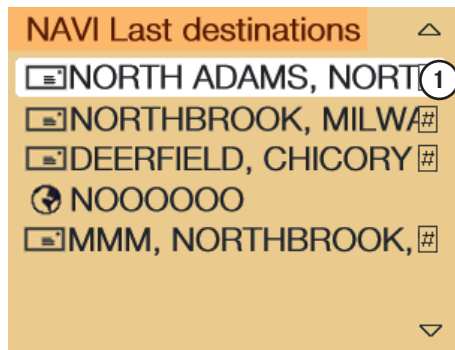 NAVI Last destinations
NORTH ADAMS, NORT 1
NORTHBROOK, MILWA #
DEERFIELD, CHICORY #
NOOOOOO
MMM, NORTHBROOK, #